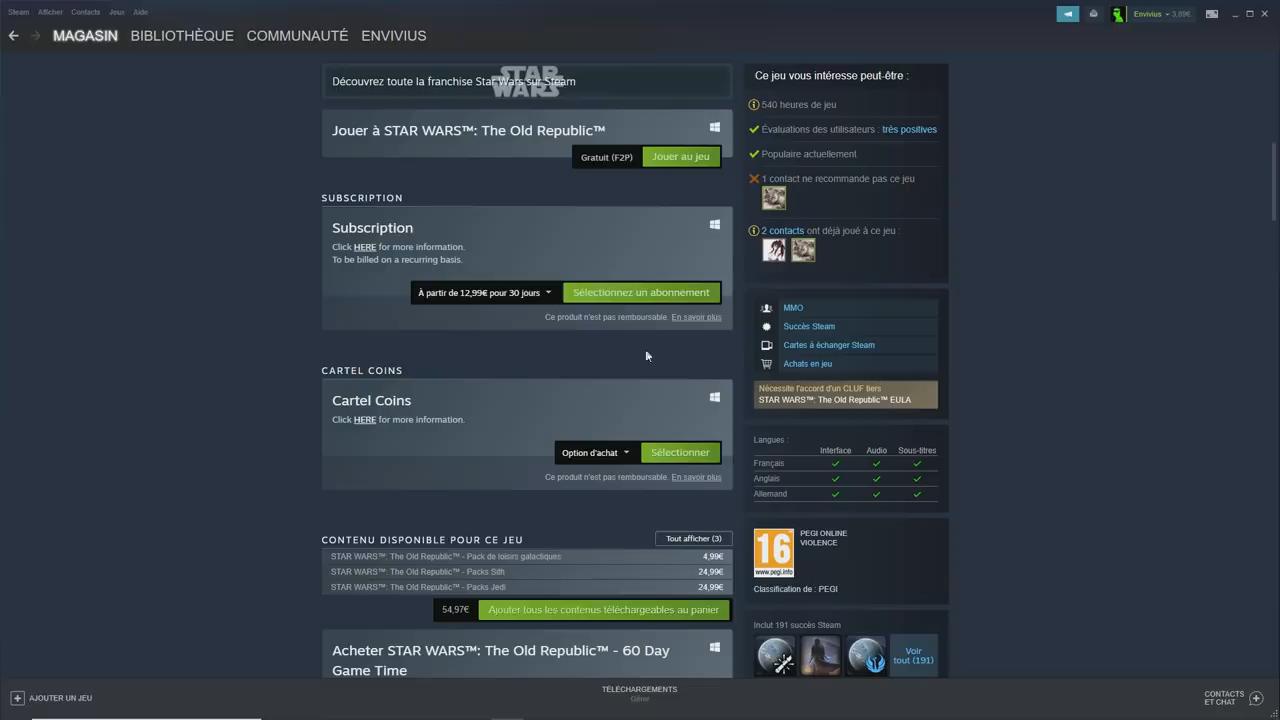 Steam Afficher Contacts Jeux Aide
Envivius 3,89€
MAGASIN BIBLIOTHÈQUE COMMUNAUTÉ ENVIVIUS
Découvrez toute la franchise Star Wars sur Steam
STAR WARS
Jouer à STAR WARS™: The Old Republic™
Gratuit (F2P) Jouer au jeu
SUBSCRIPTION
Subscription
Click HERE for more information.
To be billed on a recurring basis.
À partir de 12,99€ pour 30 jours Sélectionnez un abonnement
Ce produit n'est pas remboursable. En savoir plus
CARTEL COINS
Cartel Coins
Click HERE for more information.
Option d'achat Sélectionner
Ce produit n'est pas remboursable. En savoir plus
CONTENU DISPONIBLE POUR CE JEU Tout afficher (3)
STAR WARS™: The Old Republic™ - Pack de loisirs galactiques 4,99€
STAR WARS™: The Old Republic™ - Packs Sith 24,99€
STAR WARS™: The Old Republic™ - Packs Jedi 24,99€
54,97€ Ajouter tous les contenus téléchargeables au panier
Acheter STAR WARS™: The Old Republic™ - 60 Day
Game Time
Ce jeu vous intéresse peut-être :
540 heures de jeu
Évaluations des utilisateurs : très positives
Populaire actuellement
1 contact ne recommande pas ce jeu
2 contacts ont déjà joué à ce jeu :
MMO
Succès Steam
Cartes à échanger Steam
Achats en jeu
Nécessite l'accord d'un CLUF tiers
STAR WARS™: The Old Republic™ EULA
Langues :
Interface Audio Sous-titres
Français
Anglais
Allemand
16
www.pegi.info
PEGI ONLINE
VIOLENCE
Classification de : PEGI
Inclut 191 succès Steam
Voir
tout (191)
AJOUTER UN JEU
TÉLÉCHARGEMENTS
Gérer
CONTACTS
ET CHAT